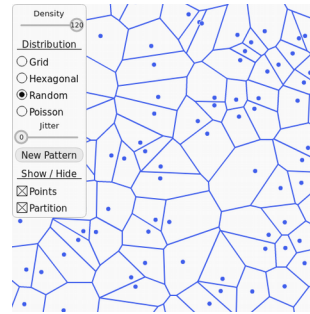 Density
120
Distribution
Grid
Hexagonal
Random
Poisson
Jitter
0
New Pattern
Show / Hide
Points
Partition